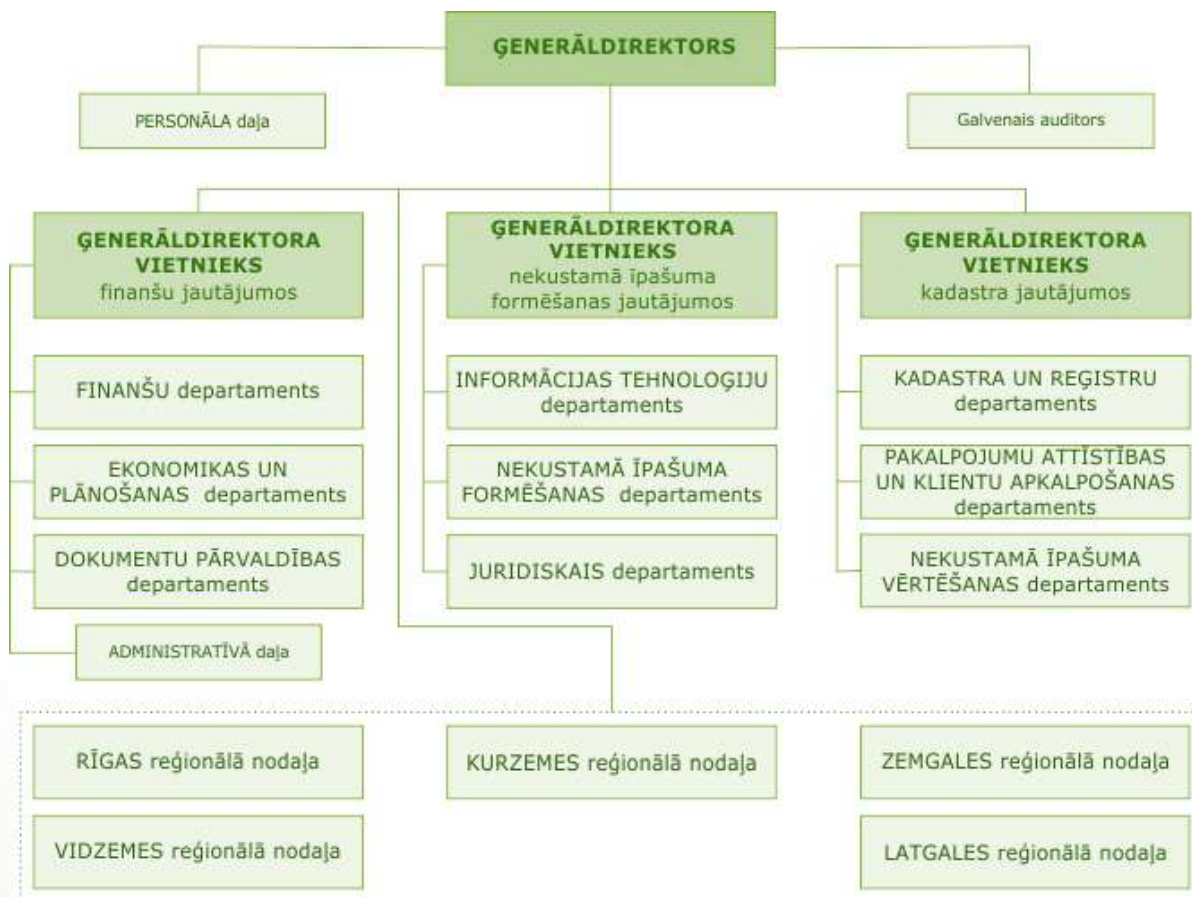 ĢENERĀLDIREKTORS
PERSONĀLA daļa
Galvenais auditors
ĢENERĀLDIREKTORA
VIETNIEKS
finanšu jautājumos
ĢENERĀLDIREKTORA
VIETNIEKS
nekustamā īpašuma
formēšanas jautājumos
ĢENERĀLDIREKTORA
VIETNIEKS
kadastra jautājumos
FINANŠU departaments
INFORMĀCIJAS TEHNOLOĢIJU
departaments
KADASTRA UN REĢISTRU
departaments
EKONOMIKAS UN
PLĀNOŠANAS departaments
NEKUSTAMĀ ĪPAŠUMA
FORMĒŠANAS departaments
PAKALPOJUMU ATTĪSTĪBAS
UN KLIENTU APKALPOŠANAS
departaments
DOKUMENTU PĀRVALDĪBAS
departaments
JURIDISKAIS departaments
NEKUSTAMĀ ĪPAŠUMA
VĒRTĒŠANAS departaments
ADMINISTRATĪVĀ daļa
RĪGAS reģionālā nodaļa
KURZEMES reģionālā nodaļa
ZEMGALES reģionālā nodaļa
VIDZEMES reģionālā nodaļa
LATGALES reģionālā nodaļa